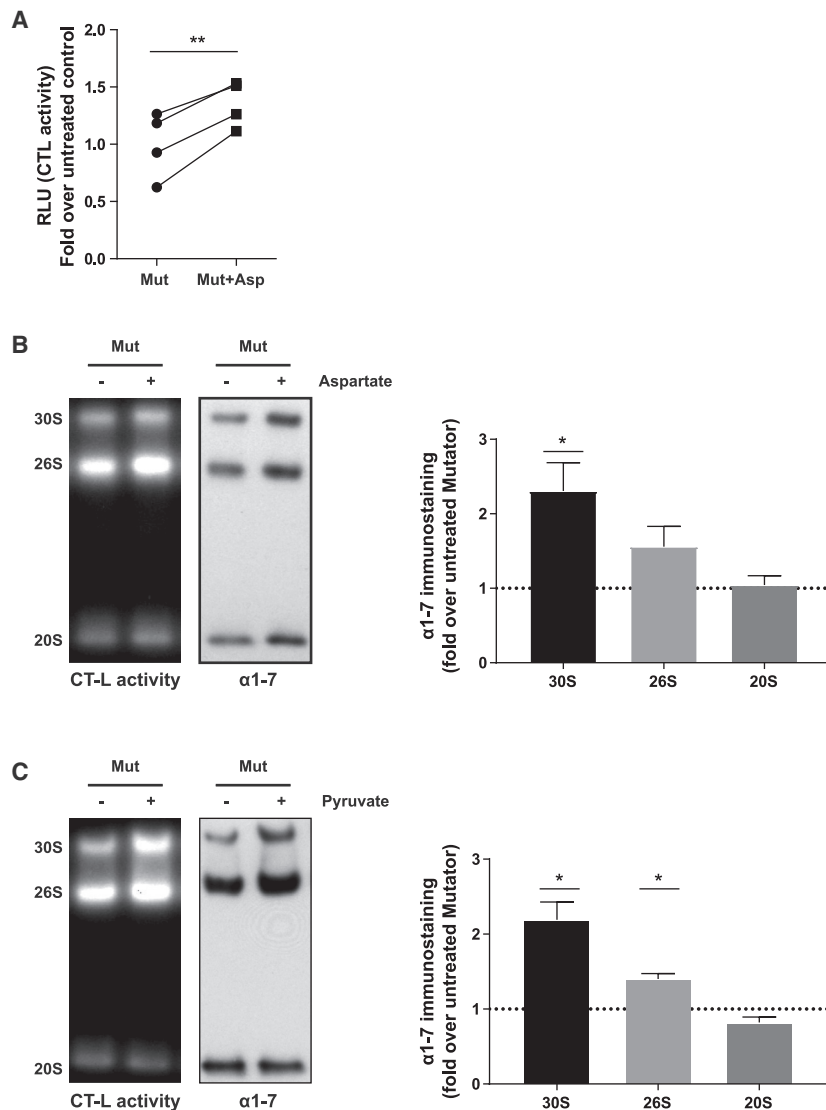 A
RLU (CTL activity)
Fold over untreated control
2.0
1.5
1.0
0.5
0.0
**
Mut
Mut+Asp
B
Mut
Mut
-
+
-
+
Aspartate
30S
26S
20S
CT-L activity
α1-7
α1-7 immunostaining
(fold over untreated Mutator)
3
2
1
0
*
30S
26S
20S
C
Mut
Mut
-
+
-
+
Pyruvate
30S
26S
20S
CT-L activity
α1-7
α1-7 immunostaining
(fold over untreated Mutator)
3
2
1
0
*
*
30S
26S
20S